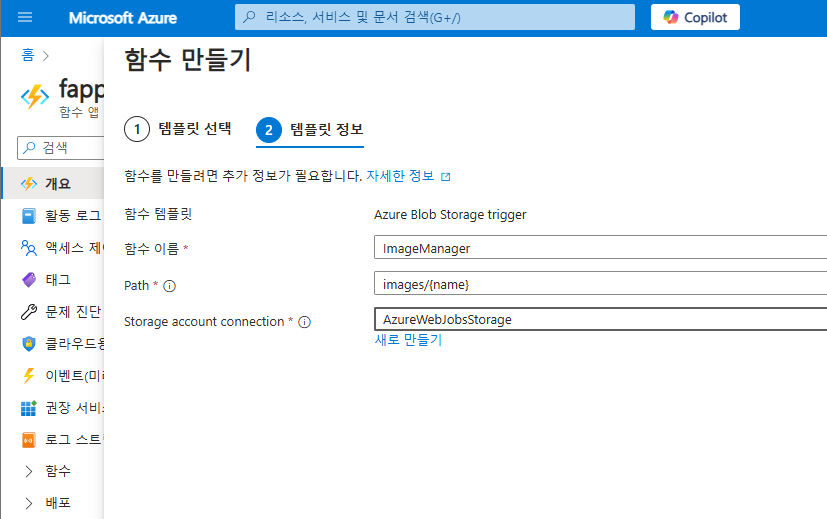 Microsoft Azure
리소스, 서비스 및 문서 검색(G+/)
Copilot
홈
fapp
함수 앱
검색
개요
활동 로그
액세스 제어
태그
문제 진단
클라우드용
이벤트(미리
권장 서비스
로그 스트림
함수
배포
함수 만들기
1 템플릿 선택
2 템플릿 정보
함수를 만들려면 추가 정보가 필요합니다. 자세한 정보
함수 템플릿 Azure Blob Storage trigger
함수 이름 * ImageManager
Path * images/{name}
Storage account connection * AzureWebJobsStorage
새로 만들기